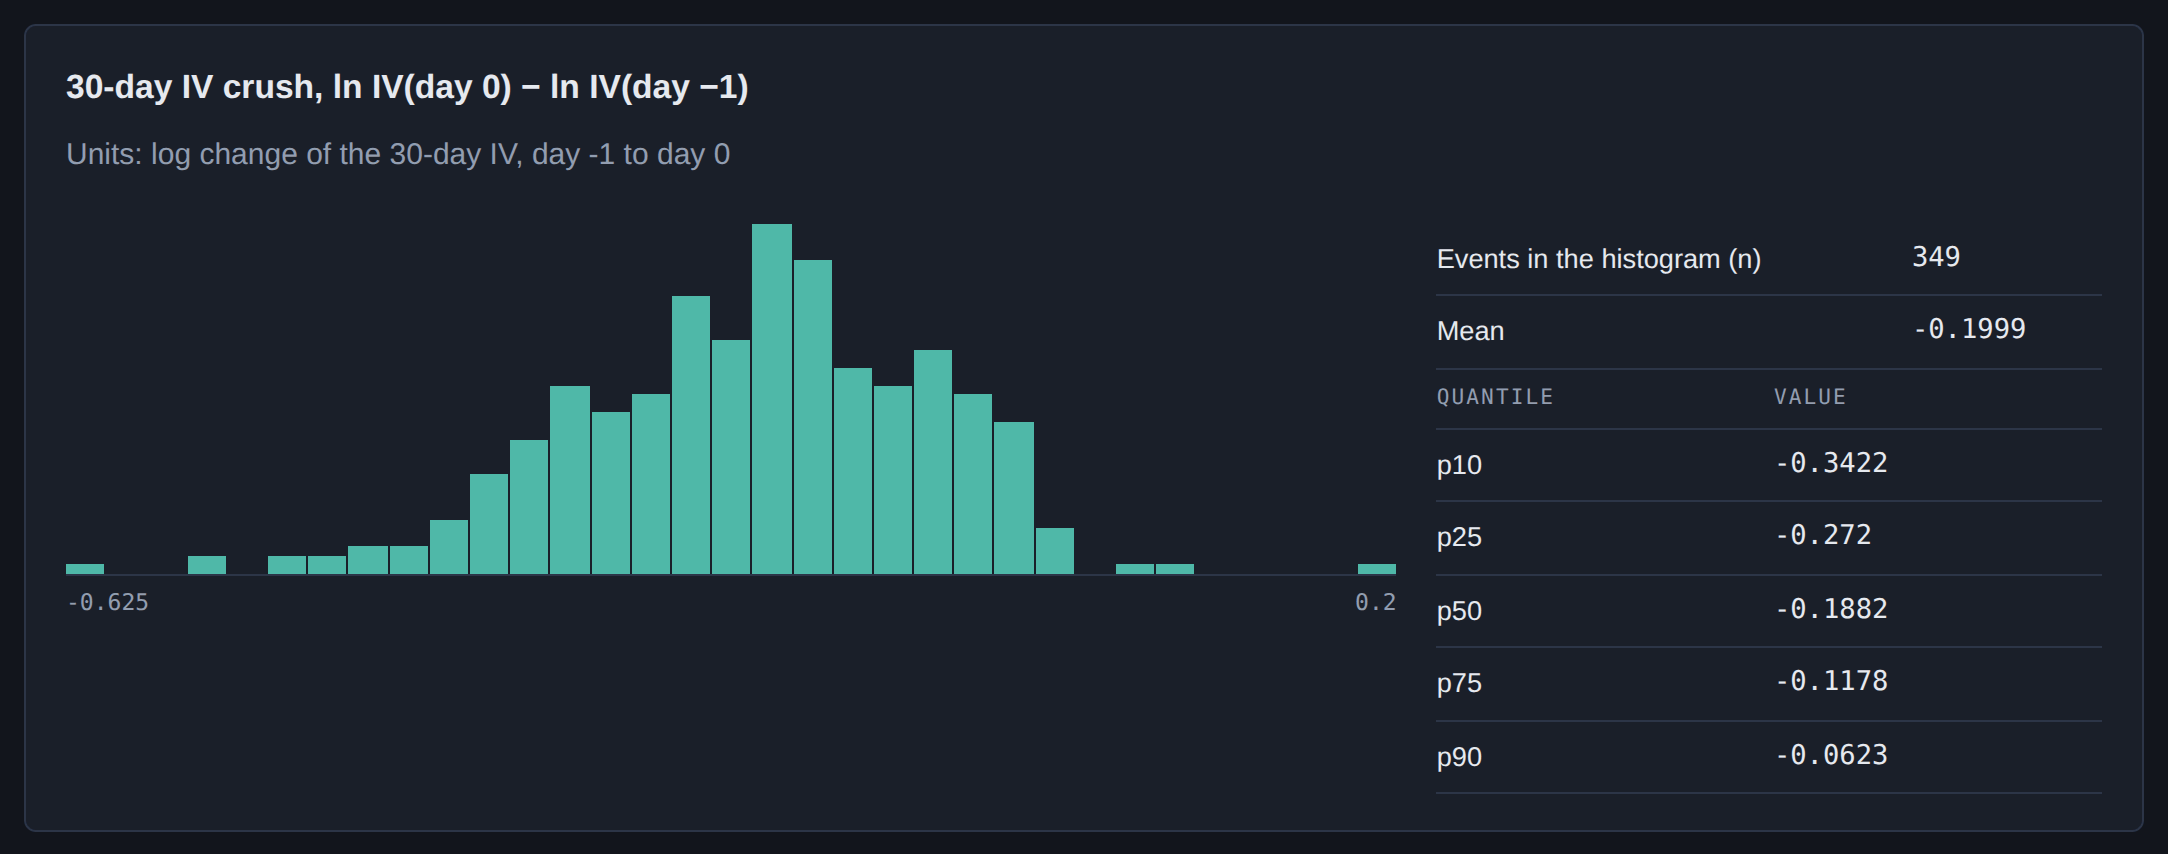 30-day IV crush, ln IV(day 0) − ln IV(day −1)
Units: log change of the 30-day IV, day -1 to day 0
-0.625 0.2
Events in the histogram (n) 349
Mean -0.1999
QUANTILE VALUE
p10 -0.3422
p25 -0.272
p50 -0.1882
p75 -0.1178
p90 -0.0623